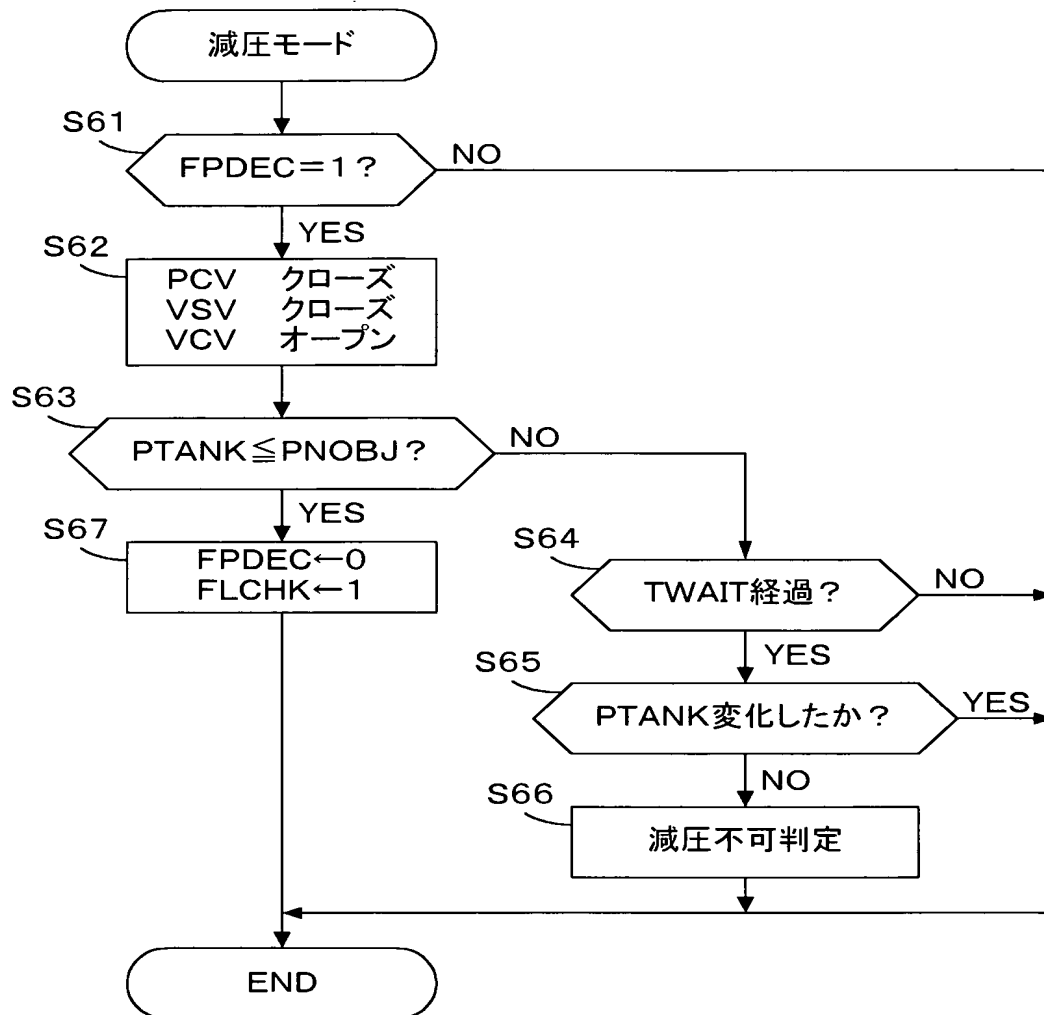 減圧モード
S61
FPDEC＝1？
NO
YES
S62
PCV クローズ
VSV クローズ
VCV オープン
S63
PTANK≦PNOBJ？
NO
YES
S67
FPDEC←0
FLCHK←1
S64
TWAIT経過？
NO
YES
S65
PTANK変化したか？
YES
NO
S66
減圧不可判定
END